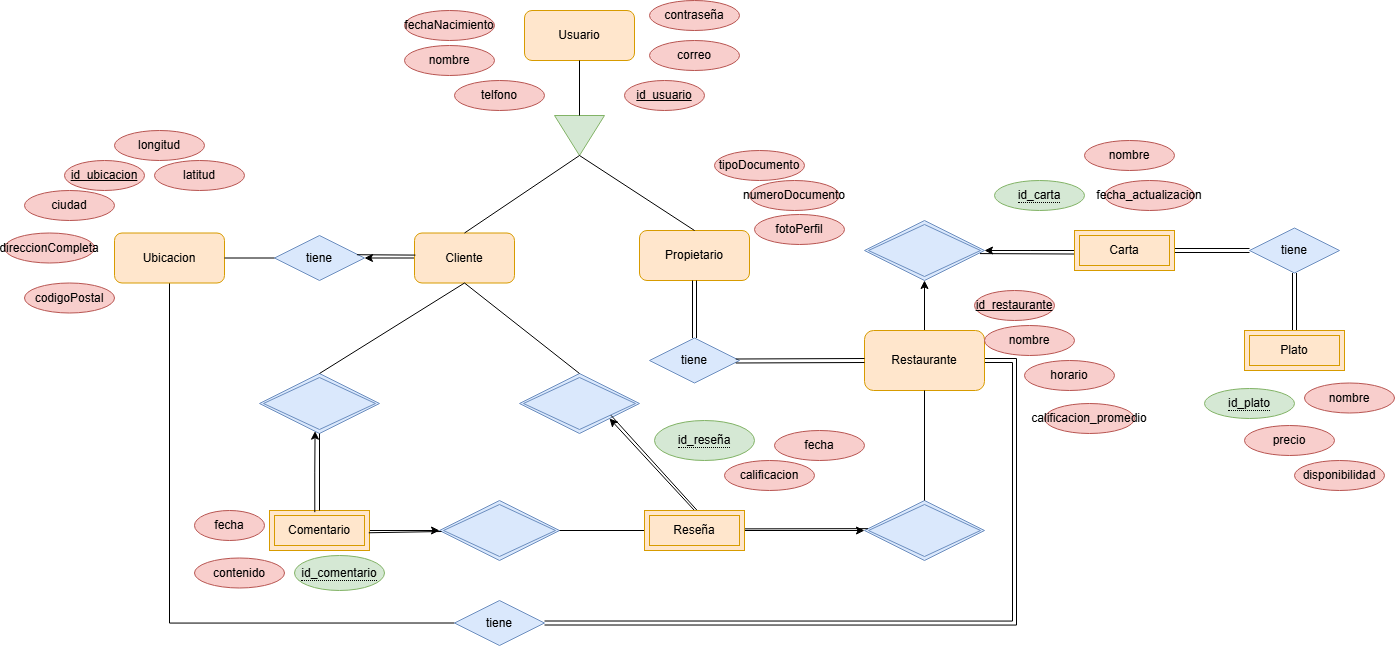 fechaNacimiento
contraseña
Usuario
nombre
correo
telfono
id_usuario
longitud
id_ubicacion
latitud
ciudad
direccionCompleta
Ubicacion
codigoPostal
tiene
Cliente
tipoDocumento
numeroDocumento
fotoPerfil
Propietario
nombre
id_carta
fecha_actualizacion
Carta
tiene
id_restaurante
nombre
horario
calificacion_promedio
tiene
Restaurante
Plato
id_plato
nombre
precio
disponibilidad
id_reseña
fecha
calificacion
fecha
Comentario
Reseña
contenido
id_comentario
tiene